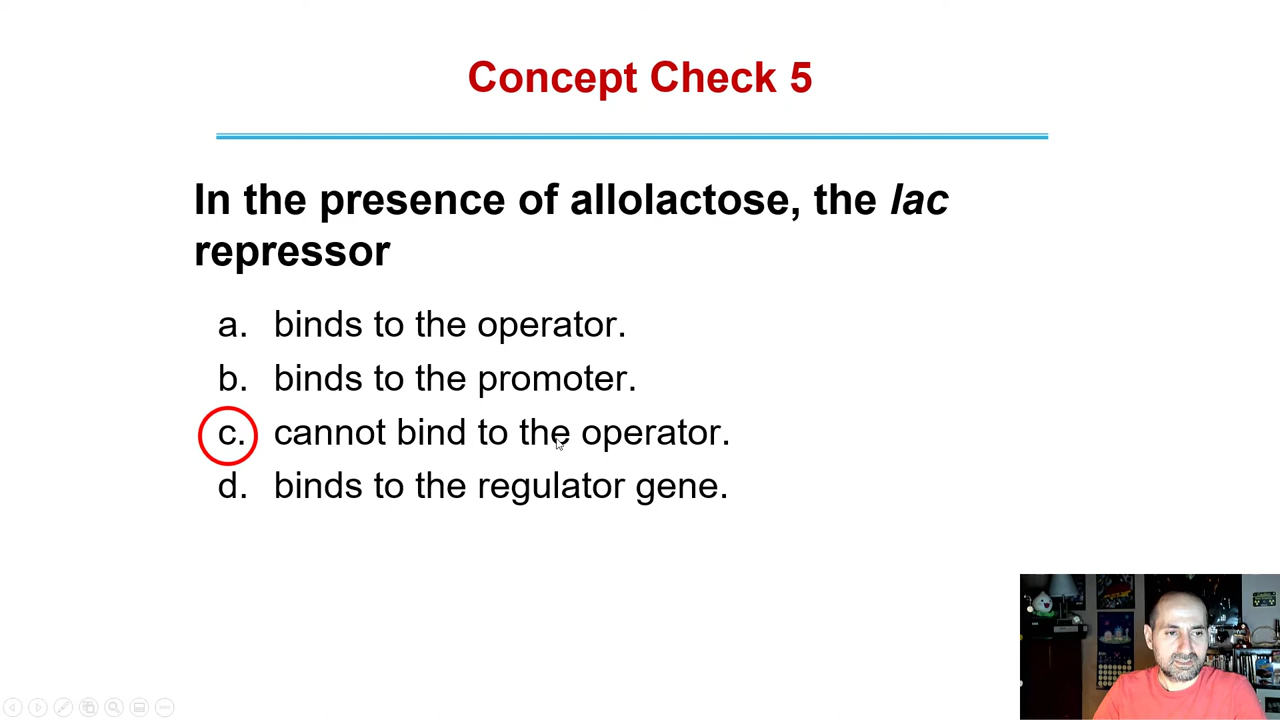 Concept Check 5
In the presence of allolactose, the lac
repressor
a. binds to the operator.
b. binds to the promoter.
c. cannot bind to the operator.
d. binds to the regulator gene.